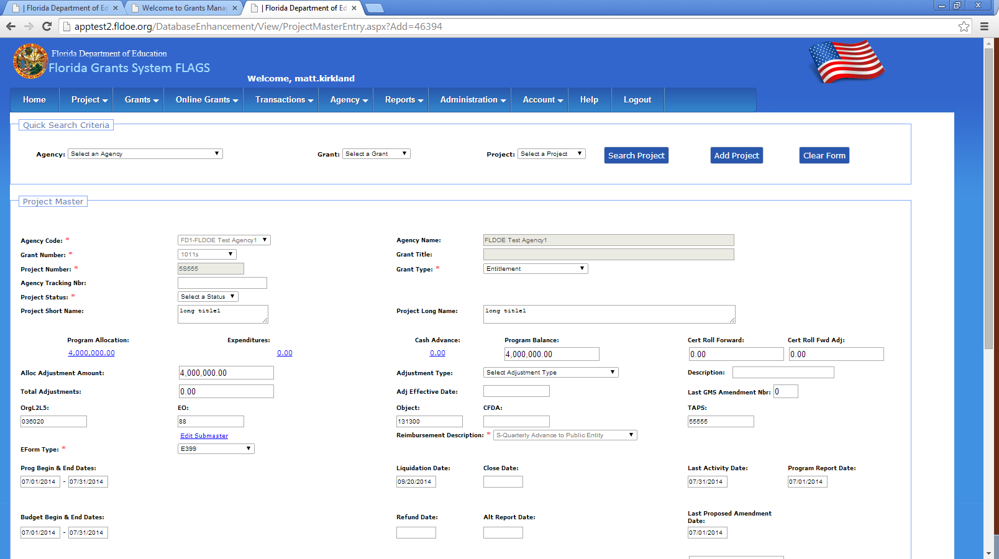 | Florida Department of Ed
Welcome to Grants Manag
| Florida Department of Ed
apptest2.fldoe.org/DatabaseEnhancement/View/ProjectMasterEntry.aspx?Add=46394
Florida Department of Education
Florida Grants System FLAGS
Welcome, matt.kirkland
Home Project Grants Online Grants Transactions Agency Reports Administration Account Help Logout
Quick Search Criteria
Agency: Select an Agency Grant: Select a Grant Project: Select a Project Search Project Add Project Clear Form
Project Master
Agency Code: * FD1-FLDOE Test Agency1 Agency Name: FLDOE Test Agency1
Grant Number: * 1011s Grant Title:
Project Number: * 5S555 Grant Type: * Entitlement
Agency Tracking Nbr:
Project Status: * Select a Status
Project Short Name: long title1 Project Long Name: long title1
Program Allocation: Expenditures: Cash Advance: Program Balance: Cert Roll Forward: Cert Roll Fwd Adj:
4,000,000.00 0.00 0.00 4,000,000.00 0.00 0.00
Alloc Adjustment Amount: 4,000,000.00 Adjustment Type: Select Adjustment Type Description:
Total Adjustments: 0.00 Adj Effective Date: Last GMS Amendment Nbr: 0
OrgL2L5: EO: Object: CFDA: TAPS:
036020 88 131300 55555
Edit Submaster Reimbursement Description: * S-Quarterly Advance to Public Entity
EForm Type: * E399
Prog Begin & End Dates: Liquidation Date: Close Date: Last Activity Date: Program Report Date:
07/01/2014 - 07/31/2014 09/20/2014 07/31/2014 07/01/2014
Budget Begin & End Dates: Refund Date: Alt Report Date: Last Proposed Amendment
Date:
07/01/2014 - 07/31/2014 07/01/2014